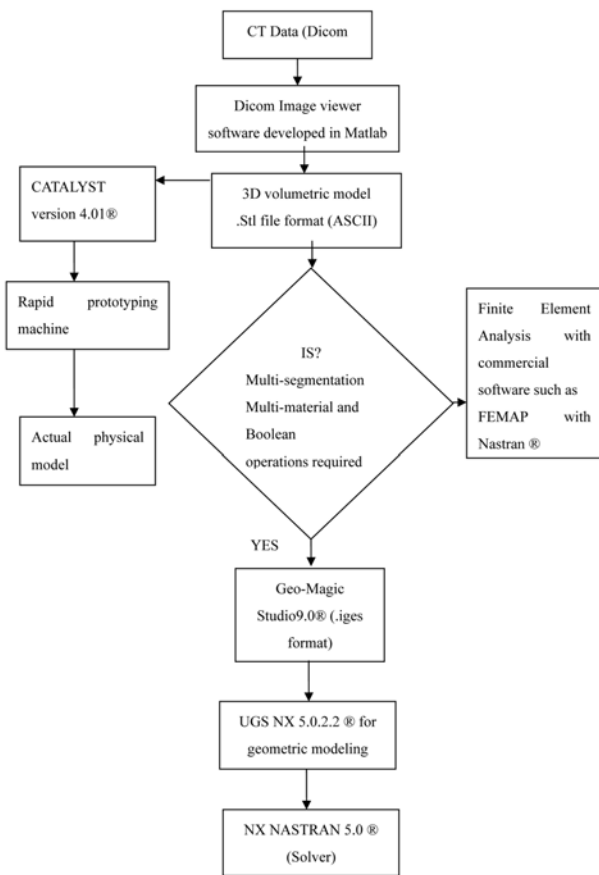 CT Data (Dicom
Dicom Image viewer
software developed in Matlab
CATALYST
version 4.01®
3D volumetric model
.Stl file format (ASCII)
Rapid prototyping
machine
Actual physical
model
IS?
Multi-segmentation
Multi-material and
Boolean
operations required
Finite Element
Analysis with
commercial
software such as
FEMAP with
Nastran ®
YES
Geo-Magic
Studio9.0® (.iges
format)
UGS NX 5.0.2.2 ® for
geometric modeling
NX NASTRAN 5.0 ®
(Solver)